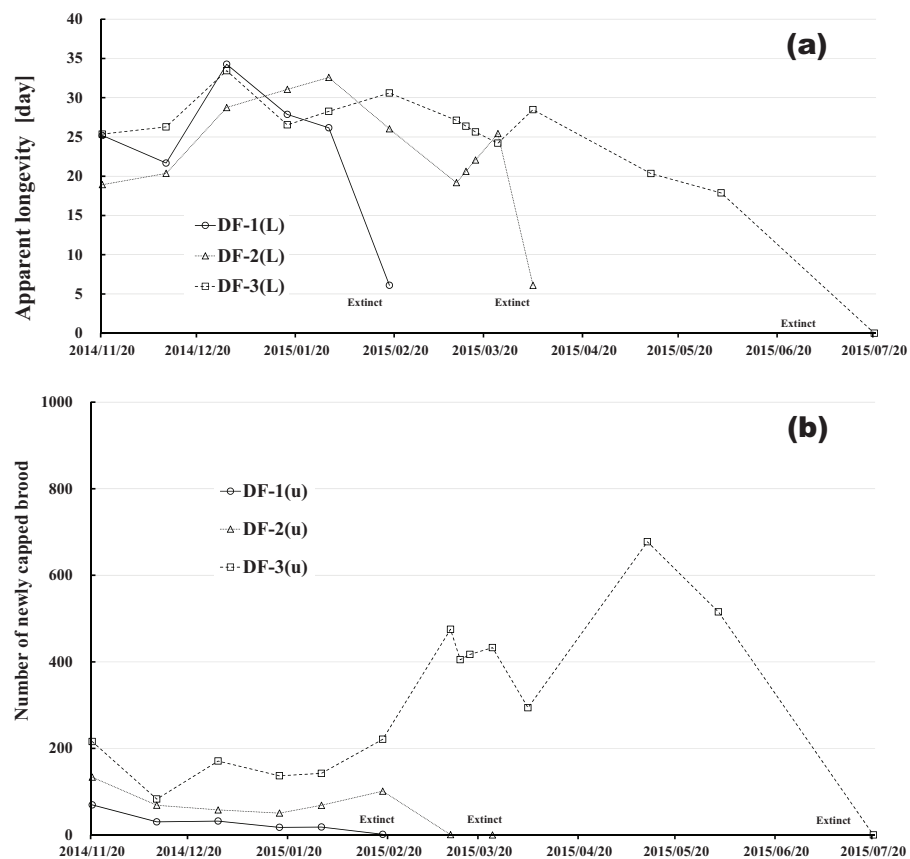 (a)
Apparent longevity [day]
40
35
30
25
20
15
10
5
0
DF-1(L)
DF-2(L)
DF-3(L)
Extinct
Extinct
Extinct
2014/11/20 2014/12/20 2015/01/20 2015/02/20 2015/03/20 2015/04/20 2015/05/20 2015/06/20 2015/07/20
(b)
Number of newly capped brood
1000
800
600
400
200
0
DF-1(u)
DF-2(u)
DF-3(u)
Extinct
Extinct
Extinct
2014/11/20 2014/12/20 2015/01/20 2015/02/20 2015/03/20 2015/04/20 2015/05/20 2015/06/20 2015/07/20